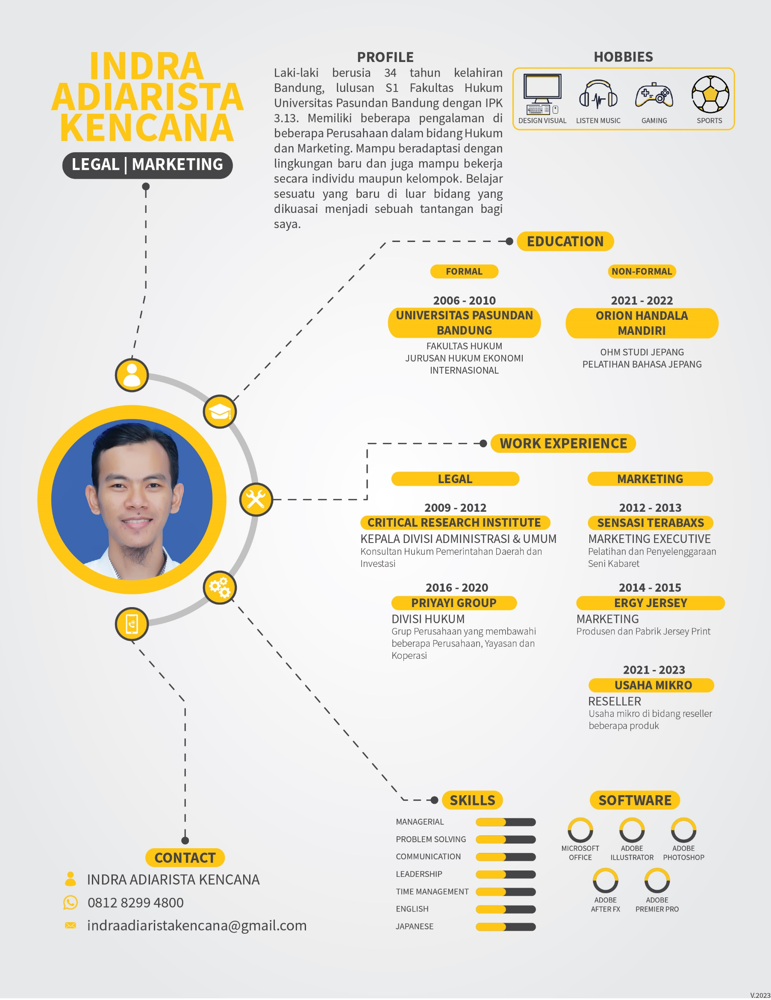 INDRA
ADIARISTA
KENCANA
LEGAL | MARKETING
PROFILE
Laki-laki berusia 34 tahun kelahiran
Bandung, lulusan S1 Fakultas Hukum
Universitas Pasundan Bandung dengan IPK
3.13. Memiliki beberapa pengalaman di
beberapa Perusahaan dalam bidang Hukum
dan Marketing. Mampu beradaptasi dengan
lingkungan baru dan juga mampu bekerja
secara individu maupun kelompok. Belajar
sesuatu yang baru di luar bidang yang
dikuasai menjadi sebuah tantangan bagi
saya.
HOBBIES
DESIGN VISUAL
LISTEN MUSIC
GAMING
SPORTS
EDUCATION
FORMAL
2006 - 2010
UNIVERSITAS PASUNDAN
BANDUNG
FAKULTAS HUKUM
JURUSAN HUKUM EKONOMI
INTERNASIONAL
NON-FORMAL
2021 - 2022
ORION HANDALA
MANDIRI
OHM STUDI JEPANG
PELATIHAN BAHASA JEPANG
WORK EXPERIENCE
LEGAL
2009 - 2012
CRITICAL RESEARCH INSTITUTE
KEPALA DIVISI ADMINISTRASI & UMUM
Konsultan Hukum Pemerintahan Daerah dan
Investasi
2016 - 2020
PRIYAYI GROUP
DIVISI HUKUM
Grup Perusahaan yang membawahi
beberapa Perusahaan, Yayasan dan
Koperasi
MARKETING
2012 - 2013
SENSASI TERABAXS
MARKETING EXECUTIVE
Pelatihan dan Penyelenggaraan
Seni Kabaret
2014 - 2015
ERGY JERSEY
MARKETING
Produsen dan Pabrik Jersey Print
2021 - 2023
USAHA MIKRO
RESELLER
Usaha mikro di bidang reseller
beberapa produk
SKILLS
MANAGERIAL
PROBLEM SOLVING
COMMUNICATION
LEADERSHIP
TIME MANAGEMENT
ENGLISH
JAPANESE
SOFTWARE
MICROSOFT
OFFICE
ADOBE
ILLUSTRATOR
ADOBE
PHOTOSHOP
ADOBE
AFTER FX
ADOBE
PREMIER PRO
CONTACT
INDRA ADIARISTA KENCANA
0812 8299 4800
indraadiaristakencana@gmail.com
V.2023